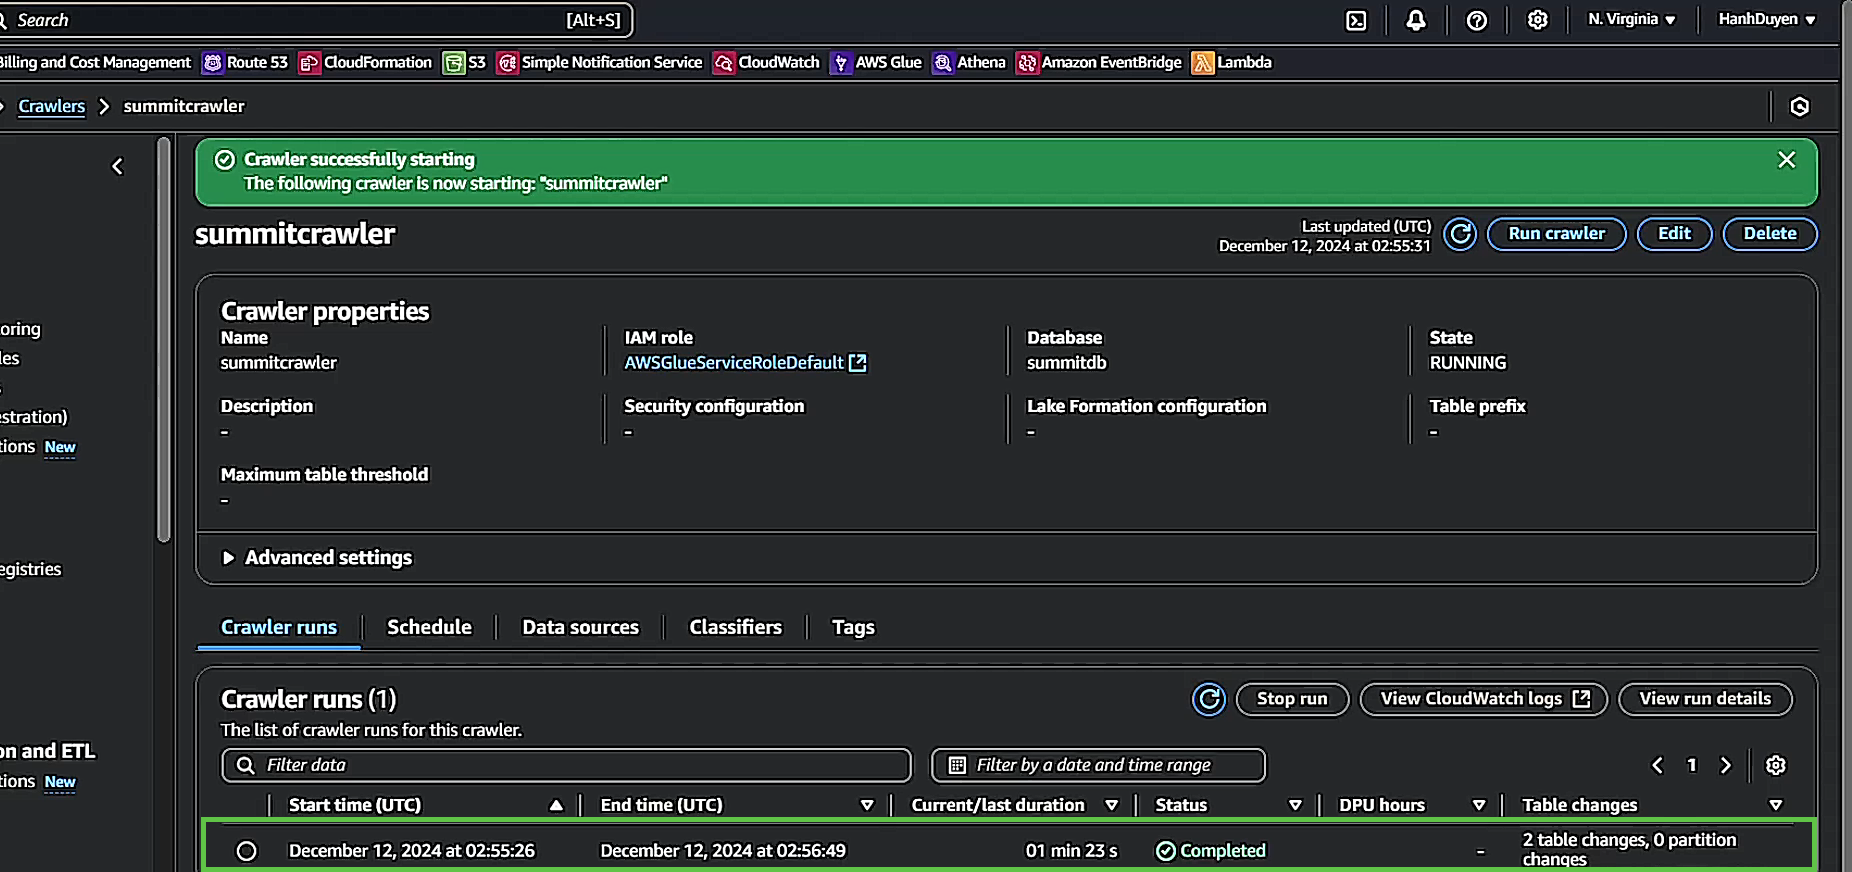 Search [Alt+S] N. Virginia HanhDuyen
Billing and Cost Management Route 53 CloudFormation S3 Simple Notification Service CloudWatch AWS Glue Athena Amazon EventBridge Lambda
Crawlers summitcrawler
Crawler successfully starting
The following crawler is now starting: "summitcrawler"
summitcrawler
Last updated (UTC)
December 12, 2024 at 02:55:31
Run crawler Edit Delete
Crawler properties
Name
summitcrawler
IAM role
AWSGlueServiceRoleDefault
Database
summitdb
State
RUNNING
Description
-
Security configuration
-
Lake Formation configuration
-
Table prefix
-
Maximum table threshold
-
Advanced settings
oring
les
s
estration)
tions New
egistries
on and ETL
tions New
Crawler runs Schedule Data sources Classifiers Tags
Crawler runs (1)
The list of crawler runs for this crawler.
Stop run View CloudWatch logs View run details
Filter data Filter by a date and time range 1
Start time (UTC) End time (UTC) Current/last duration Status DPU hours Table changes
December 12, 2024 at 02:55:26 December 12, 2024 at 02:56:49 01 min 23 s Completed - 2 table changes, 0 partition
changes